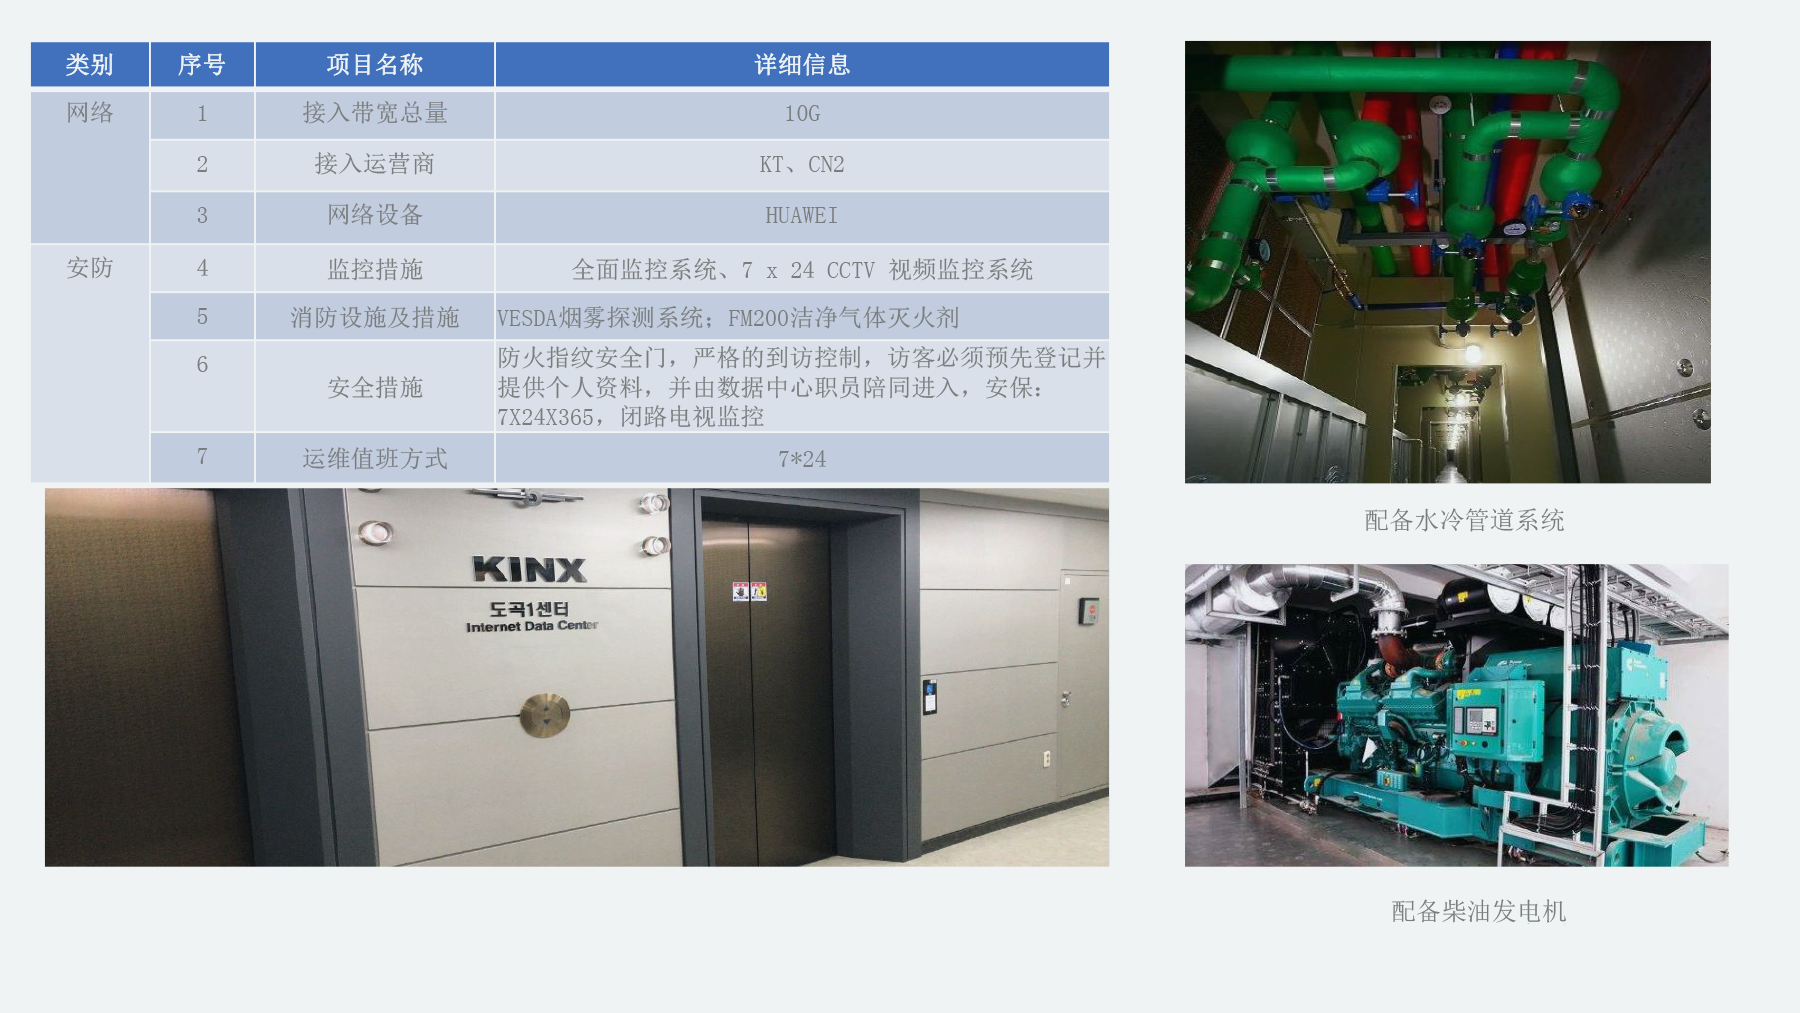 类别 序号 项目名称 详细信息
网络 1 接入带宽总量 10G
2 接入运营商 KT、CN2
3 网络设备 HUAWEI
安防 4 监控措施 全面监控系统、7 x 24 CCTV 视频监控系统
5 消防设施及措施 VESDA烟雾探测系统；FM200洁净气体灭火剂
6 安全措施 防火指纹安全门，严格的到访控制，访客必须预先登记并
提供个人资料，并由数据中心职员陪同进入，安保：
7X24X365，闭路电视监控
7 运维值班方式 7*24
KINX
도곡1센터
Internet Data Center
配备水冷管道系统
配备柴油发电机